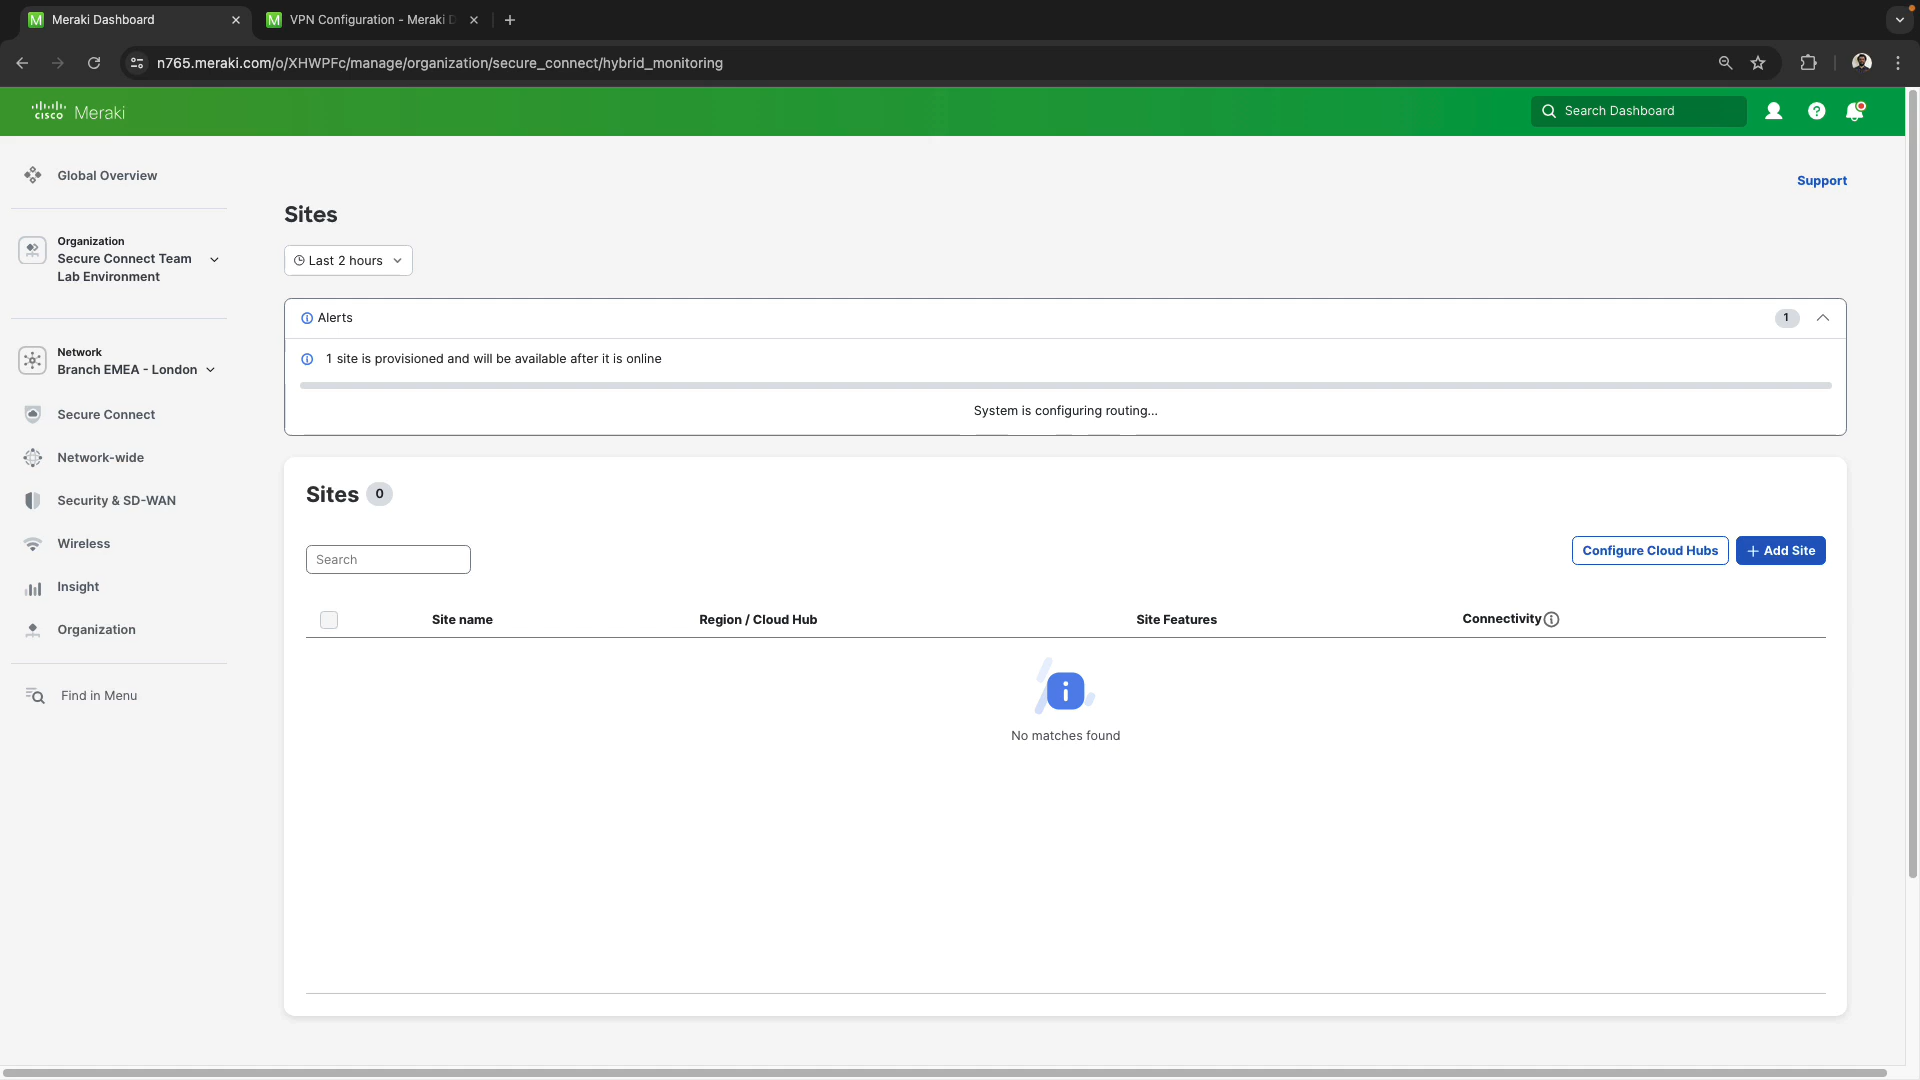 Meraki Dashboard
VPN Configuration - Meraki D
n765.meraki.com/o/XHWPFc/manage/organization/secure_connect/hybrid_monitoring
cisco Meraki
Search Dashboard
Global Overview
Support
Sites
Organization
Secure Connect Team
Lab Environment
Last 2 hours
Alerts
1
1 site is provisioned and will be available after it is online
System is configuring routing...
Network
Branch EMEA - London
Secure Connect
Network-wide
Security & SD-WAN
Wireless
Insight
Organization
Find in Menu
Sites 0
Search
Configure Cloud Hubs
+ Add Site
Site name
Region / Cloud Hub
Site Features
Connectivity
No matches found